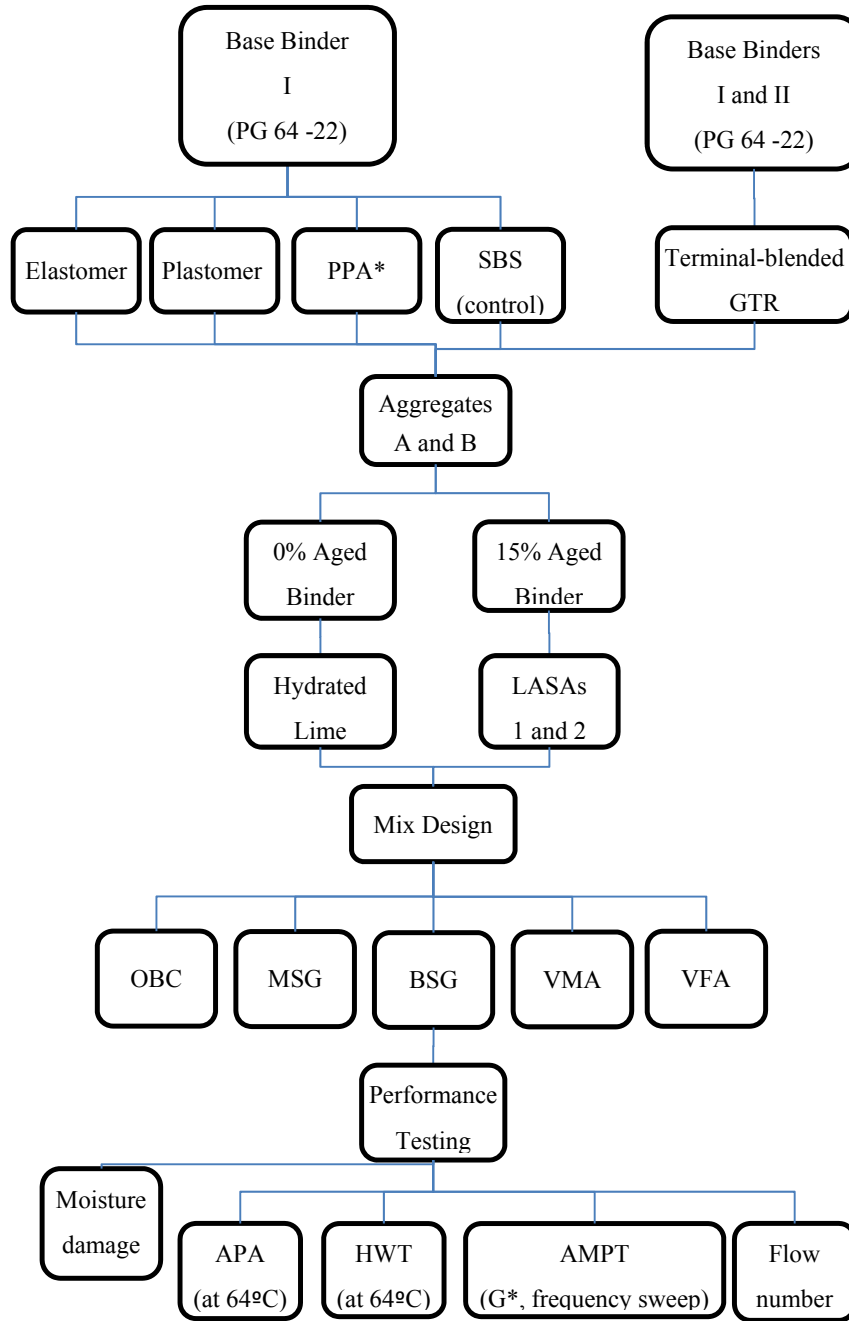 Base Binder
I
(PG 64 -22)
Base Binders
I and II
(PG 64 -22)
Elastomer
Plastomer
PPA*
SBS
(control)
Terminal-blended
GTR
Aggregates
A and B
0% Aged
Binder
15% Aged
Binder
Hydrated
Lime
LASAs
1 and 2
Mix Design
OBC
MSG
BSG
VMA
VFA
Performance
Testing
Moisture
damage
APA
(at 64ºC)
HWT
(at 64ºC)
AMPT
(G*, frequency sweep)
Flow
number